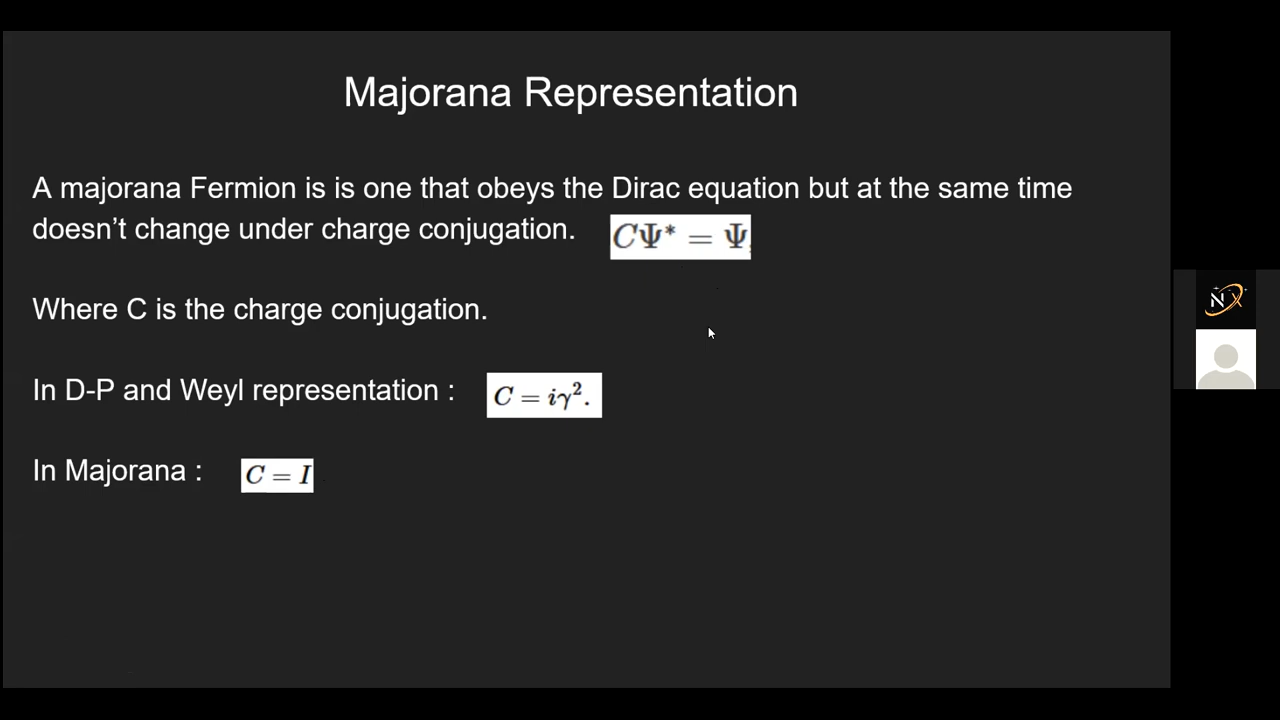 Majorana Representation
A majorana Fermion is is one that obeys the Dirac equation but at the same time
doesn't change under charge conjugation. CΨ* = Ψ
Where C is the charge conjugation.
In D-P and Weyl representation : C = iγ².
In Majorana : C = I
NX